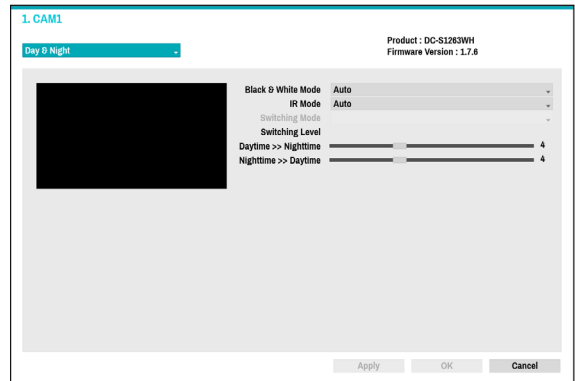 1. CAM1
Product : DC-S1263WH
Day & Night
Firmware Version : 1.7.6
Black & White Mode Auto
IR Mode Auto
Switching Mode
Switching Level
Daytime >> Nighttime 4
Nighttime >> Daytime 4
Apply OK Cancel